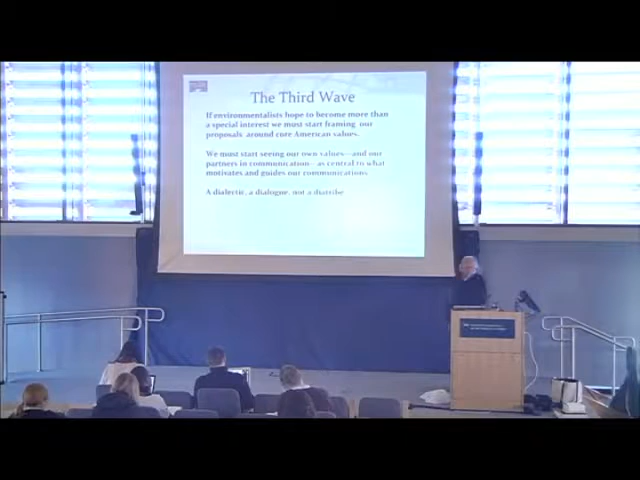 The Third Wave
If environmentalists hope to become more than
a special interest we must start framing our
proposals around core American values.
We must start seeing our own values—and our
partners in communication—as central to what
motivates and guides our communications.
A dialectic, a dialogue, not a diatribe